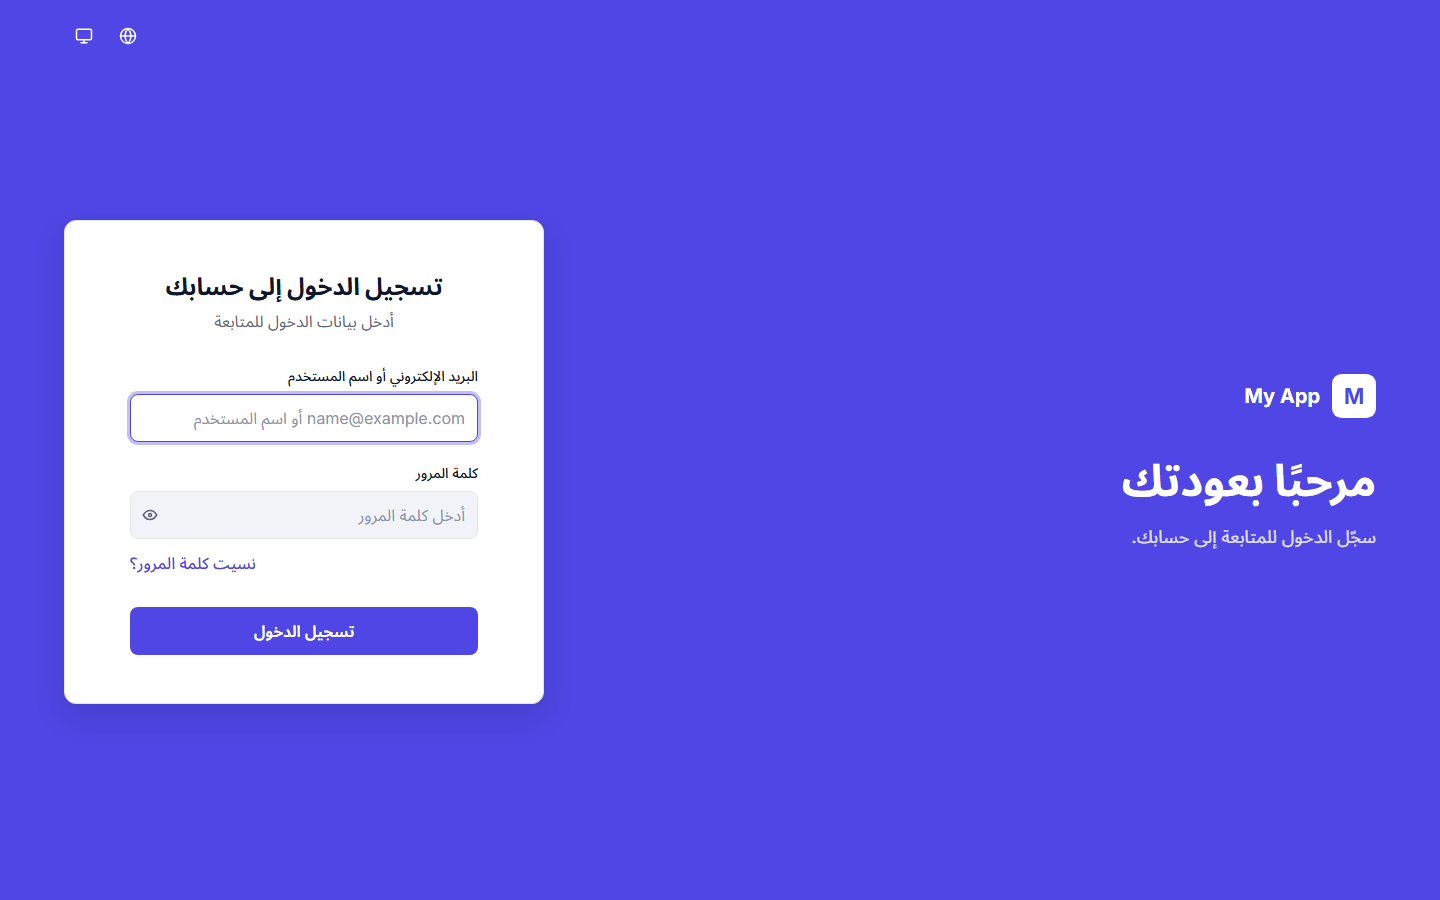 M
My App
مرحبًا بعودتك
سجّل الدخول للمتابعة إلى حسابك.
تسجيل الدخول إلى حسابك
أدخل بيانات الدخول للمتابعة
البريد الإلكتروني أو اسم المستخدم
name@example.com أو اسم المستخدم
كلمة المرور
أدخل كلمة المرور
نسيت كلمة المرور؟
تسجيل الدخول